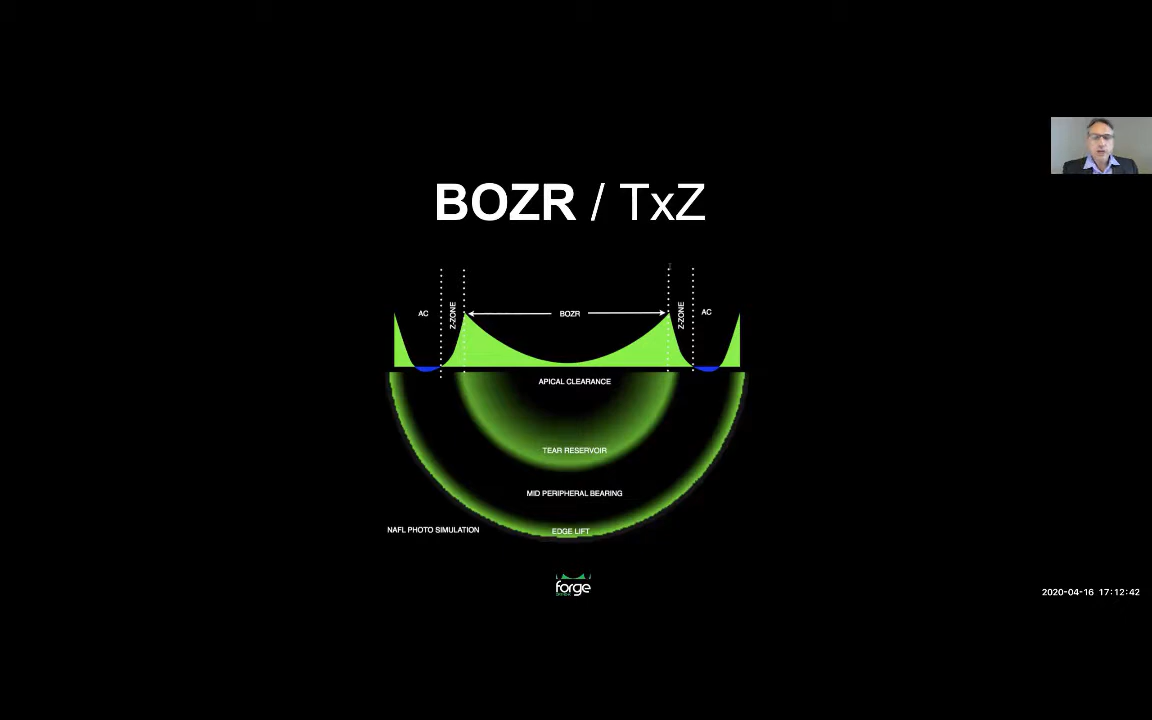 BOZR / TxZ
AC
Z-ZONE
BOZR
Z-ZONE
AC
APICAL CLEARANCE
TEAR RESERVOIR
MID PERIPHERAL BEARING
NAFL PHOTO SIMULATION
EDGE LIFT
forge
2020-04-16 17:12:42